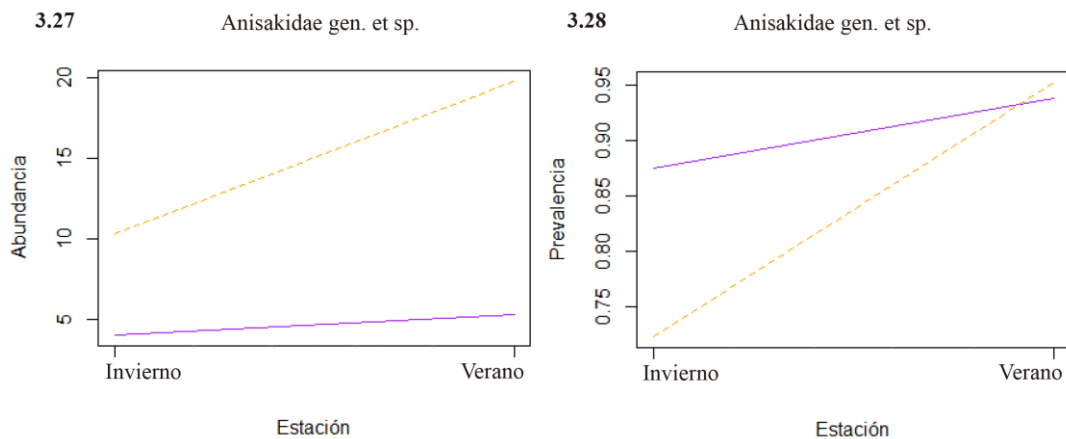 3.27
Anisakidae gen. et sp.
Abundancia
20
15
10
5
Invierno
Verano
Estación
3.28
Anisakidae gen. et sp.
Prevalencia
0.95
0.90
0.85
0.80
0.75
Invierno
Verano
Estación